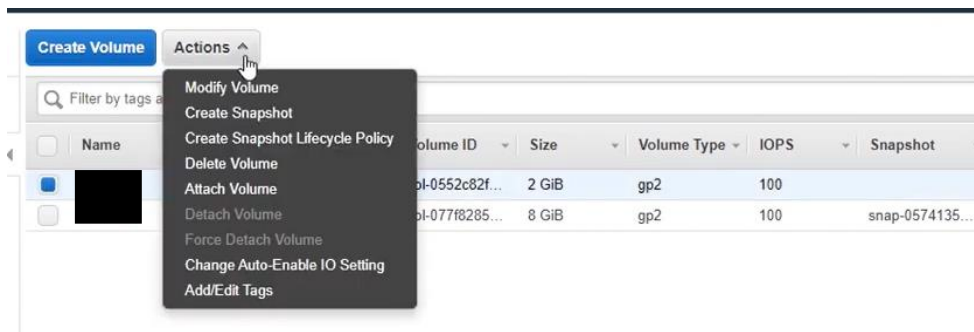 Create Volume Actions
Modify Volume
Filter by tags a
Create Snapshot
Name Create Snapshot Lifecycle Policy olume ID Size Volume Type IOPS Snapshot
Delete Volume
Attach Volume ol-0552c82f... 2 GiB gp2 100
Detach Volume ol-077f8285... 8 GiB gp2 100 snap-0574135...
Force Detach Volume
Change Auto-Enable IO Setting
Add/Edit Tags